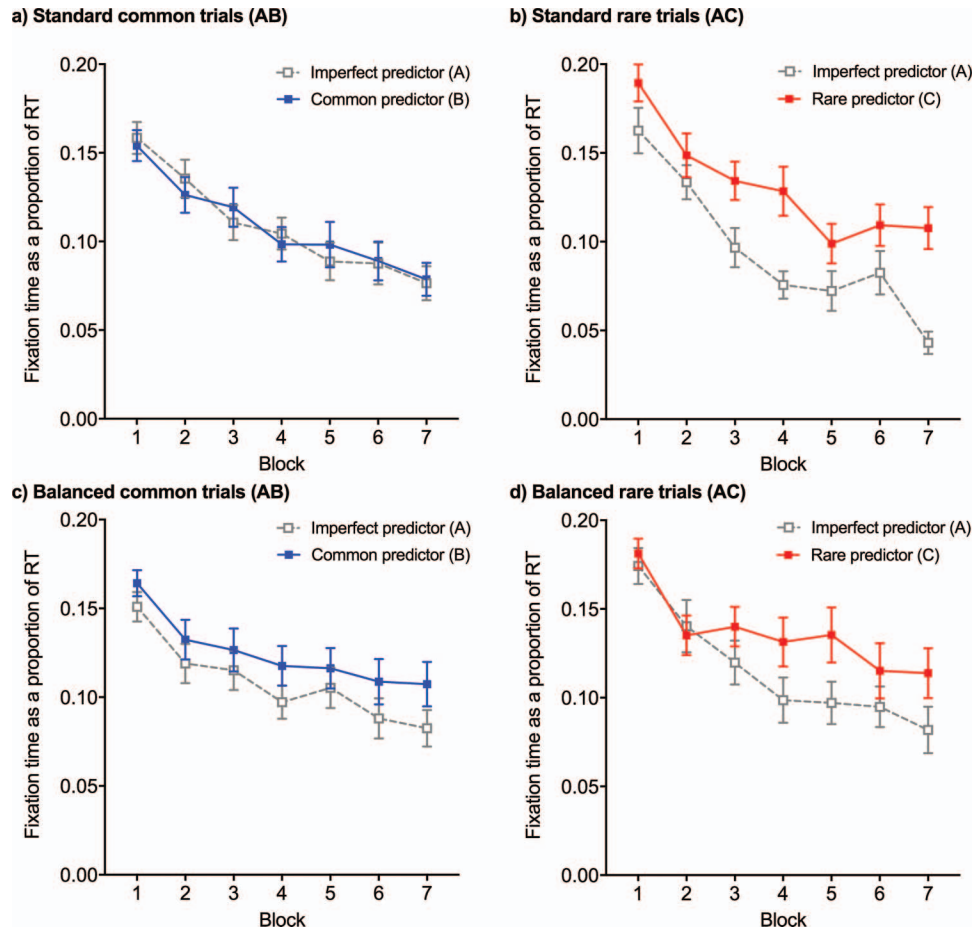 a) Standard common trials (AB)
Imperfect predictor (A)
Common predictor (B)
Fixation time as a proportion of RT
0.20
0.15
0.10
0.05
0.00
1 2 3 4 5 6 7
Block
b) Standard rare trials (AC)
Imperfect predictor (A)
Rare predictor (C)
Fixation time as a proportion of RT
0.20
0.15
0.10
0.05
0.00
1 2 3 4 5 6 7
Block
c) Balanced common trials (AB)
Imperfect predictor (A)
Common predictor (B)
Fixation time as a proportion of RT
0.20
0.15
0.10
0.05
0.00
1 2 3 4 5 6 7
Block
d) Balanced rare trials (AC)
Imperfect predictor (A)
Rare predictor (C)
Fixation time as a proportion of RT
0.20
0.15
0.10
0.05
0.00
1 2 3 4 5 6 7
Block